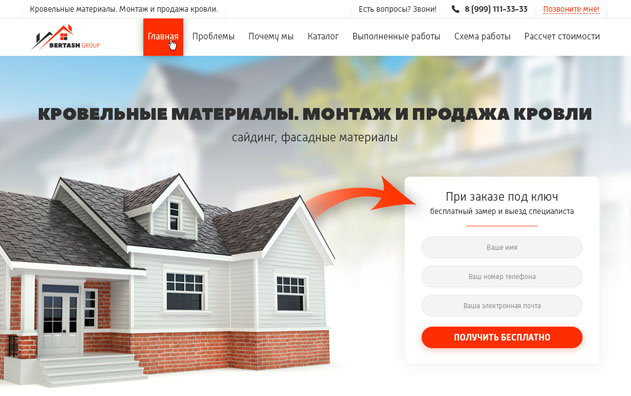 Кровельные материалы. Монтаж и продажа кровли.
Есть вопросы? Звони!
8 (999) 111-33-33
Позвоните мне!
BERTASH GROUP
Главная
Проблемы
Почему мы
Каталог
Выполненные работы
Схема работы
Рассчет стоимости
КРОВЕЛЬНЫЕ МАТЕРИАЛЫ. МОНТАЖ И ПРОДАЖА КРОВЛИ
сайдинг, фасадные материалы
При заказе под ключ
бесплатный замер и выезд специалиста
Ваше имя
Ваш номер телефона
Ваша электронная почта
ПОЛУЧИТЬ БЕСПЛАТНО